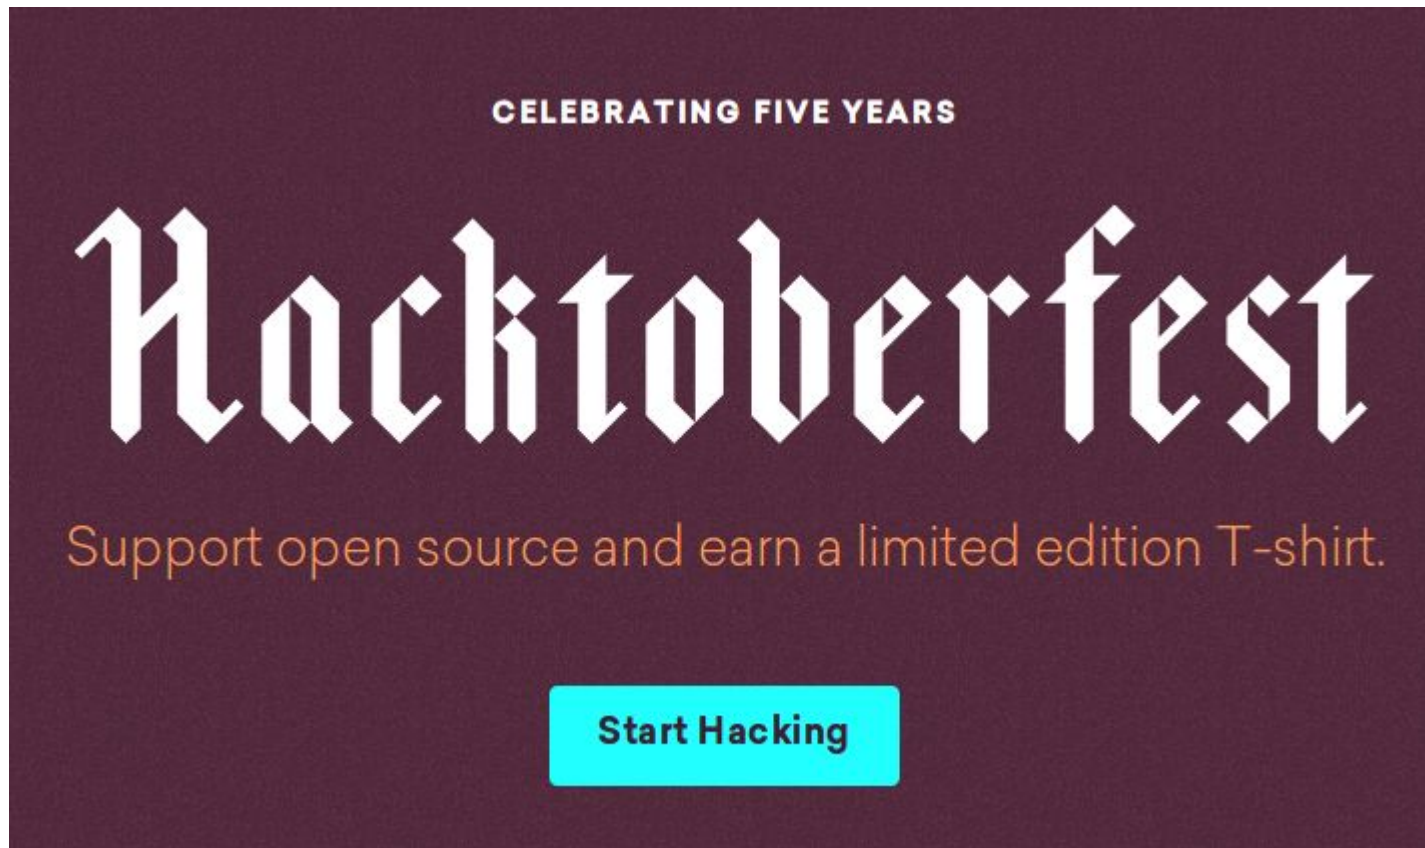 CELEBRATING FIVE YEARS
Hacktoberfest
Support open source and earn a limited edition T-shirt.
Start Hacking